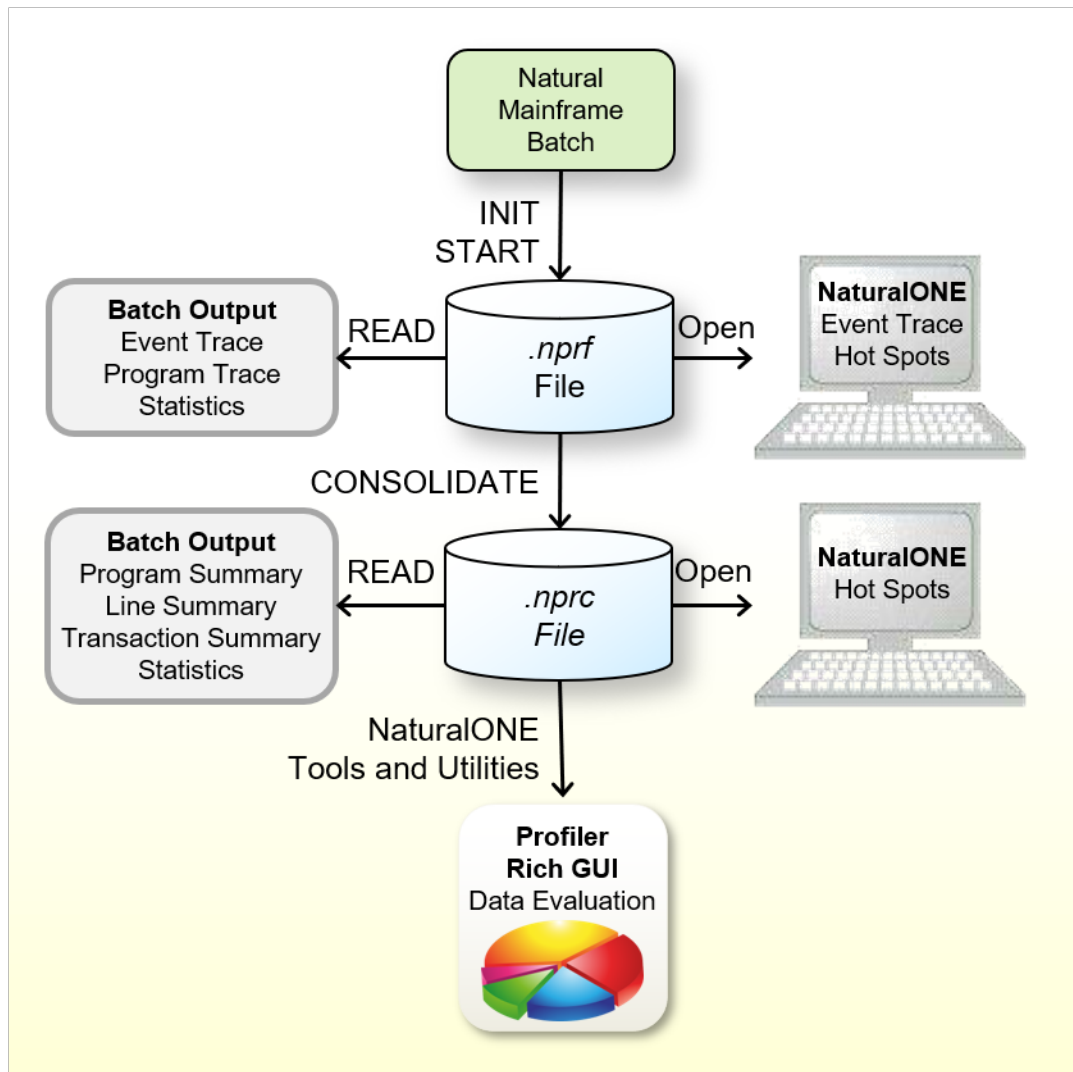 Natural
Mainframe
Batch
INIT
START
Batch Output
Event Trace
Program Trace
Statistics
READ
.nprf
File
Open
NaturalONE
Event Trace
Hot Spots
CONSOLIDATE
Batch Output
Program Summary
Line Summary
Transaction Summary
Statistics
READ
.nprc
File
Open
NaturalONE
Hot Spots
NaturalONE
Tools and Utilities
Profiler
Rich GUI
Data Evaluation